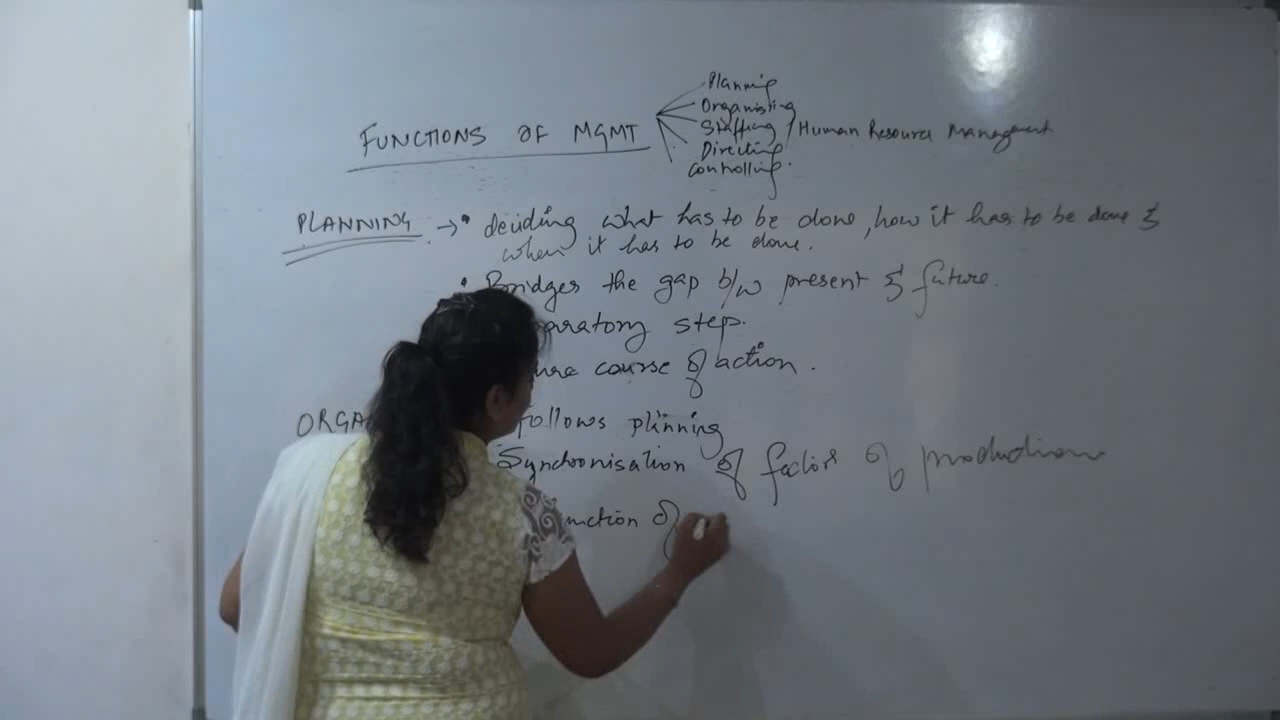 Planning
Organising
FUNCTIONS OF MGMT Staffing / Human Resource Management
Directing
Controlling.
PLANNING → • deciding what has to be done, how it has to be done &
when it has to be done.
• Bridges the gap b/w present & future.
step.
course of action.
follows planning
Synchronisation of factors of production
of